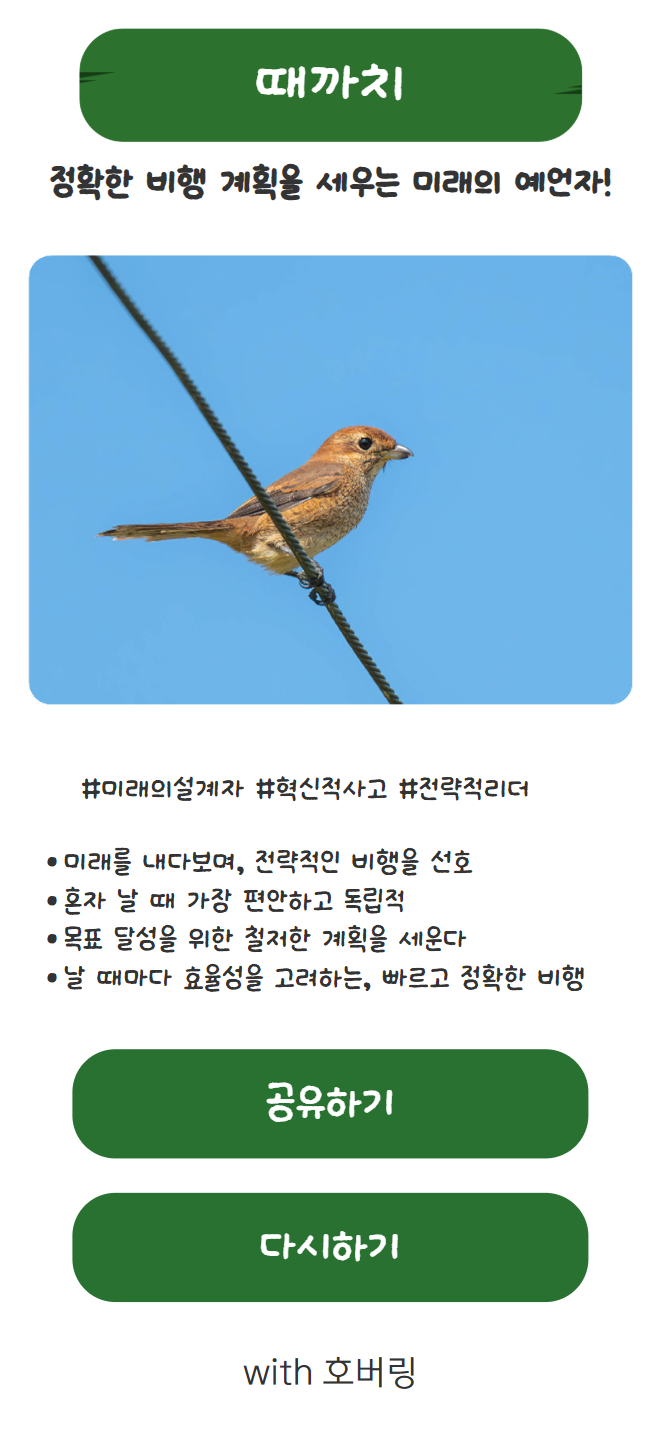 때까치
정확한 비행 계획을 세우는 미래의 예언자!
#미래의설계자 #혁신적사고 #전략적리더
• 미래를 내다보며, 전략적인 비행을 선호
• 혼자 날 때 가장 편안하고 독립적
• 목표 달성을 위한 철저한 계획을 세운다
• 날 때마다 효율성을 고려하는, 빠르고 정확한 비행
공유하기
다시하기
with 호버링